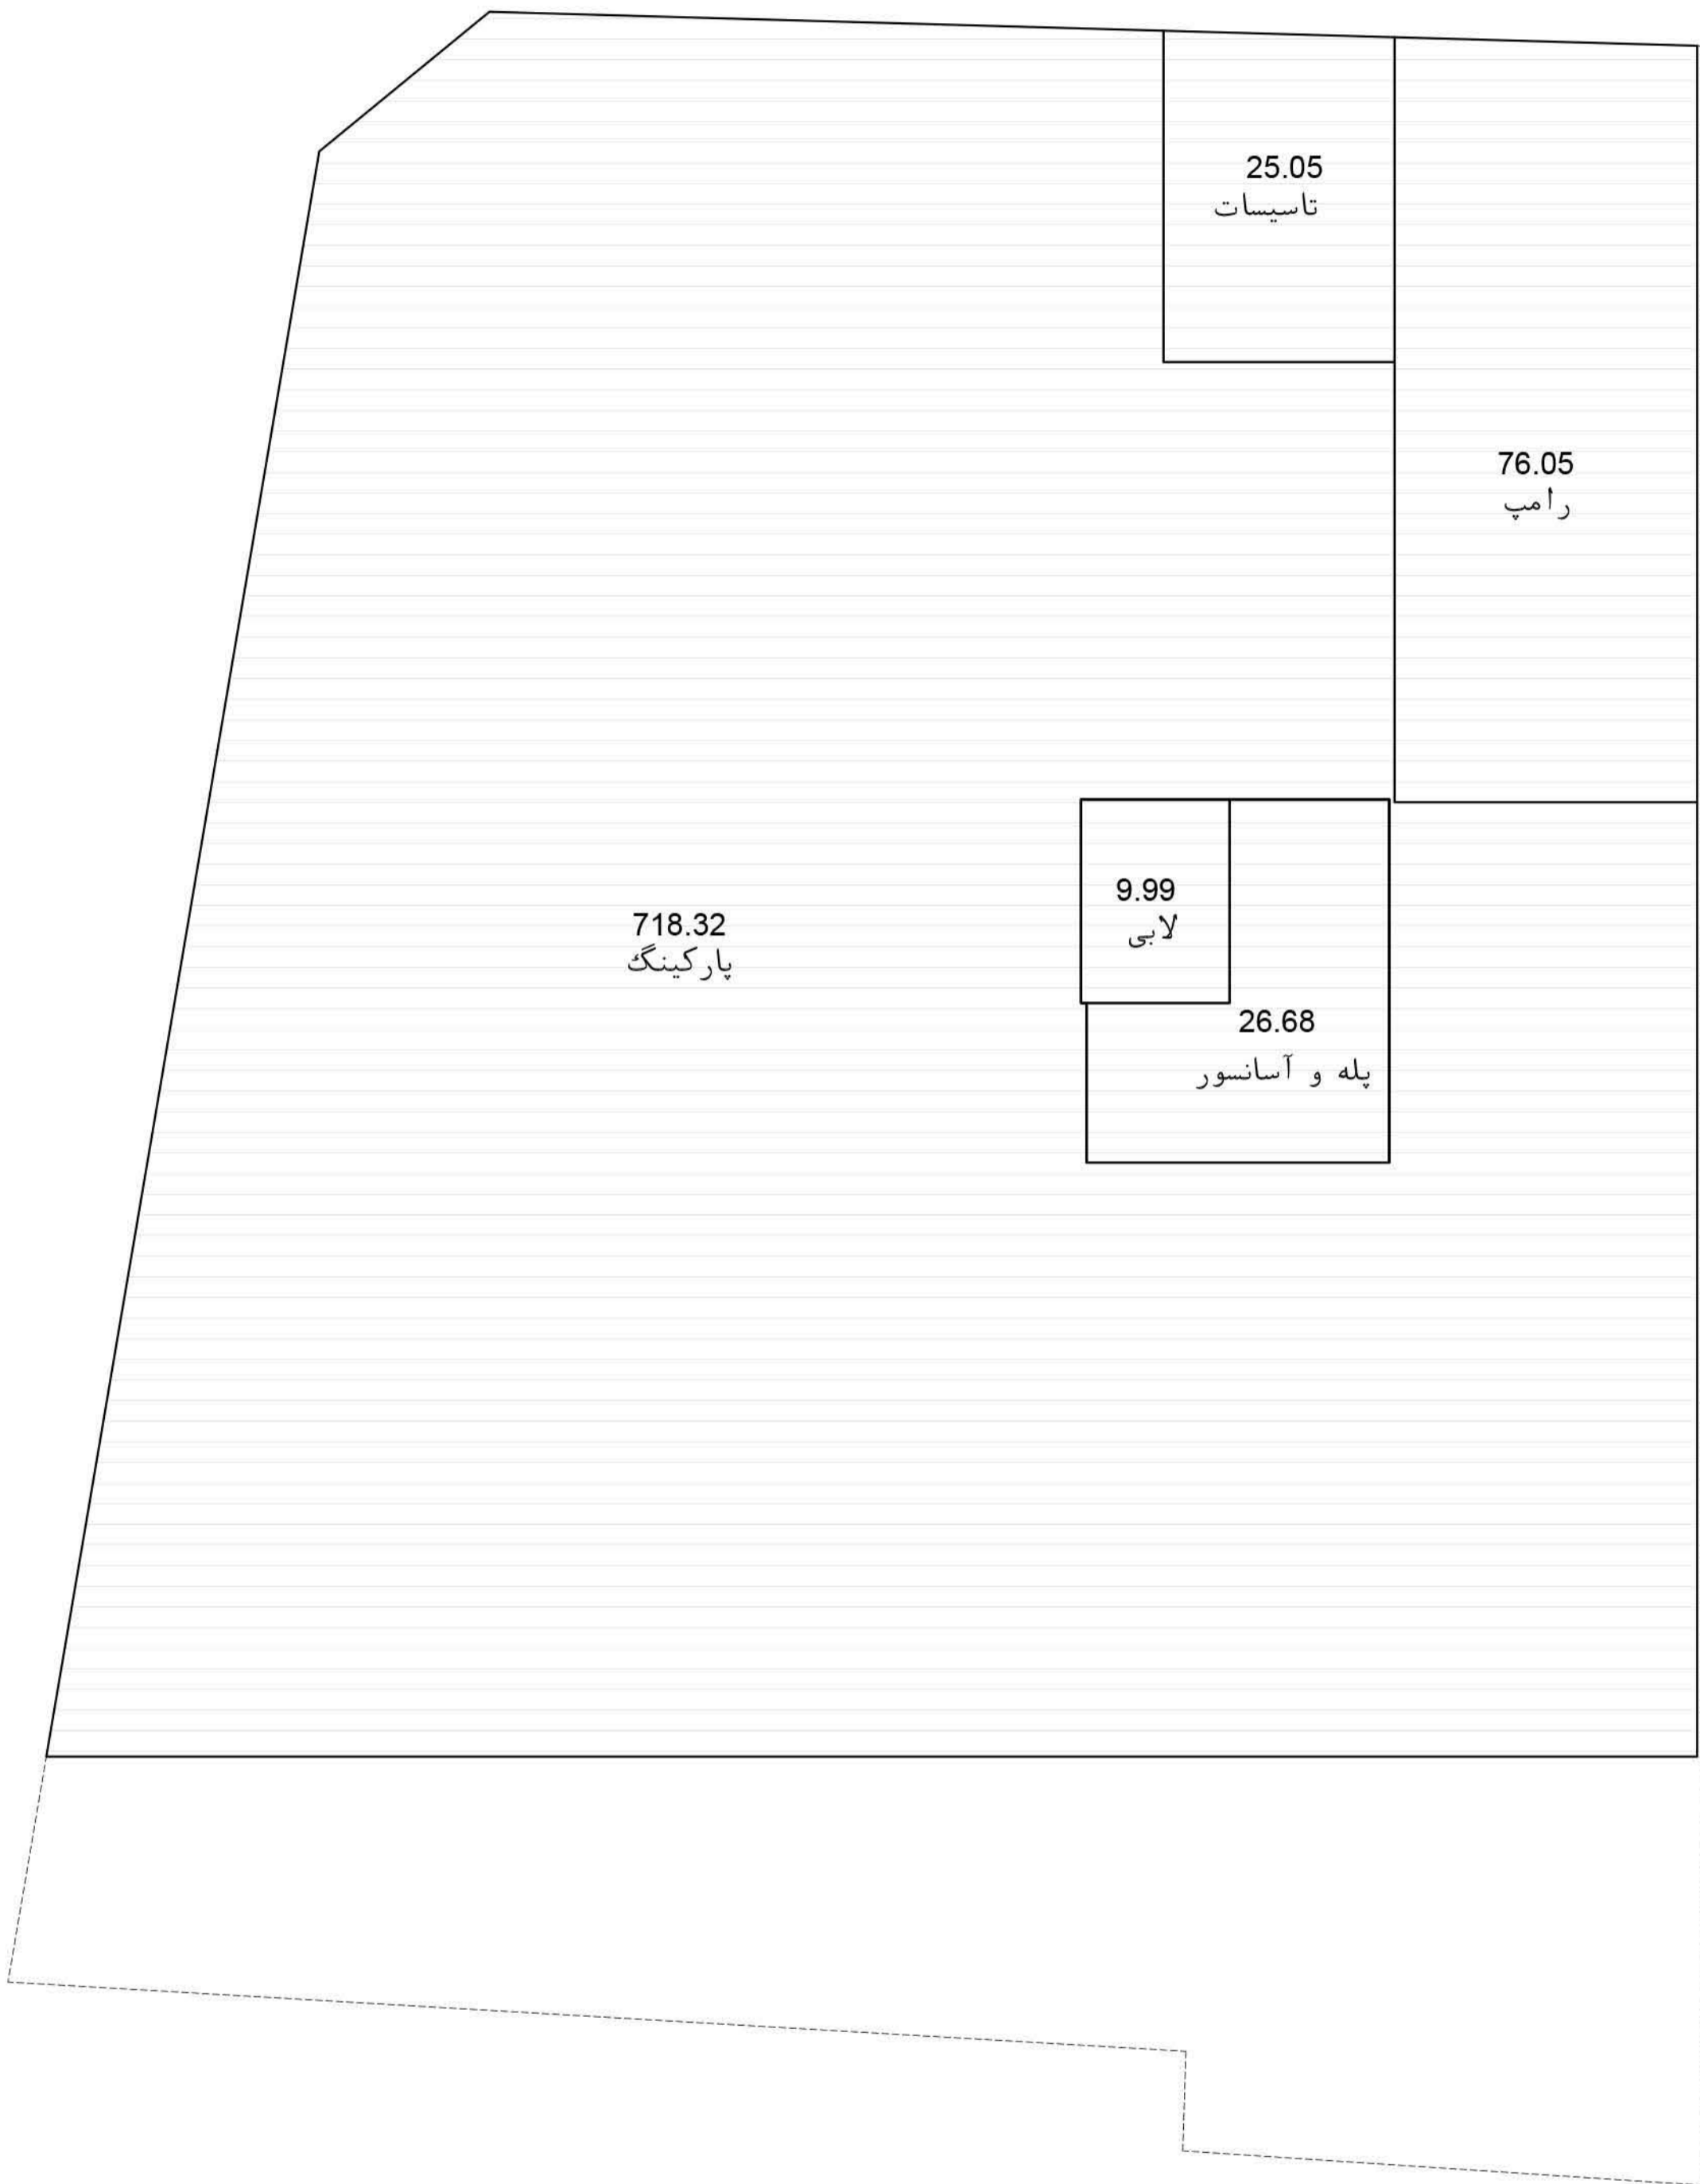 25.05
تاسیسات
76.05
رامپ
9.99
لابی
718.32
پارکینگ
26.68
پله و آسانسور